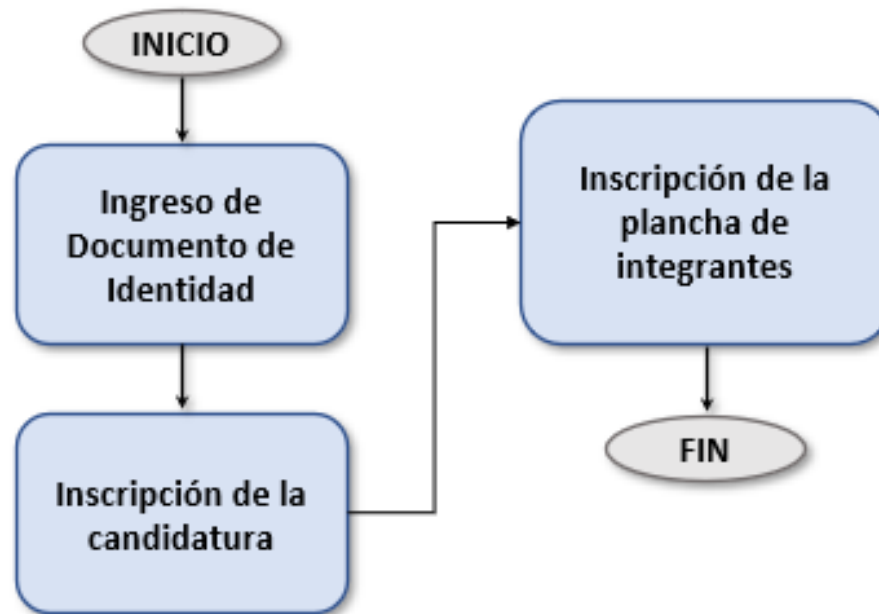 INICIO
Ingreso de
Documento de
Identidad
Inscripción de la
candidatura
Inscripción de la
plancha de
integrantes
FIN